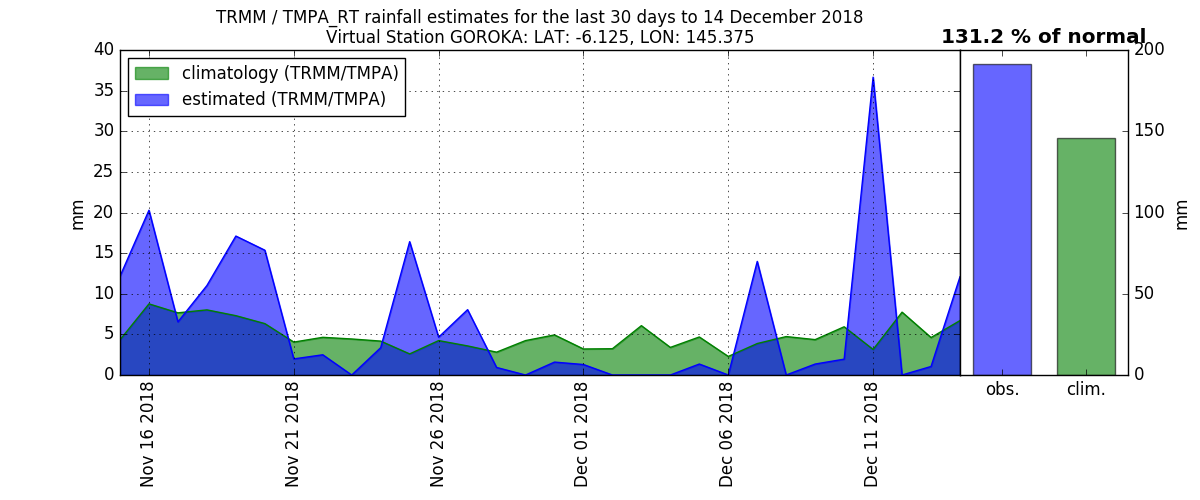 TRMM / TMPA_RT rainfall estimates for the last 30 days to 14 December 2018
Virtual Station GOROKA: LAT: -6.125, LON: 145.375
131.2 % of normal
climatology (TRMM/TMPA)
estimated (TRMM/TMPA)
mm
40
35
30
25
20
15
10
5
0
Nov 16 2018
Nov 21 2018
Nov 26 2018
Dec 01 2018
Dec 06 2018
Dec 11 2018
200
150
100
50
0
mm
obs.
clim.